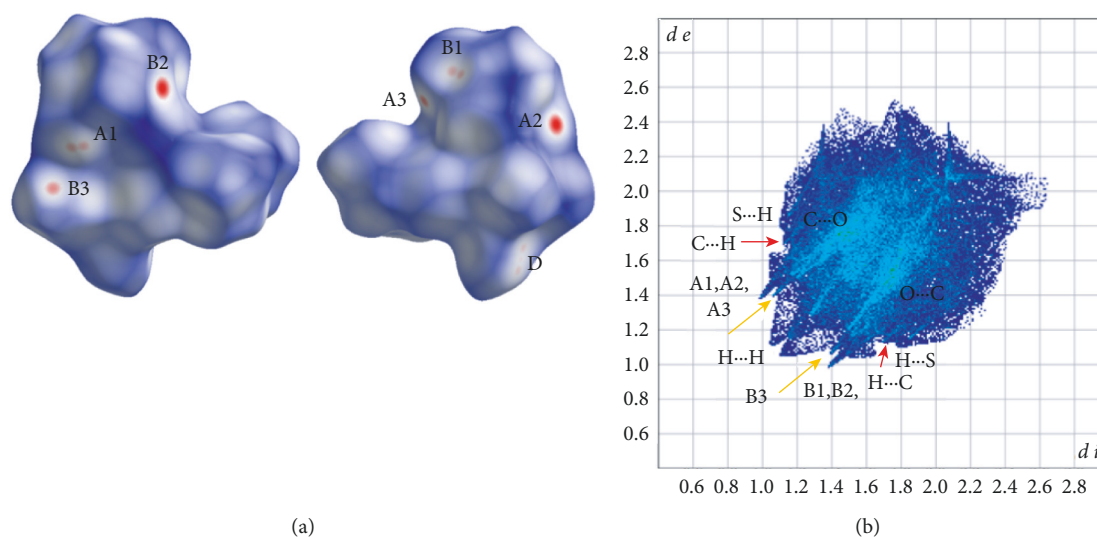 B2
A1
B3
B1
A3
A2
D
(a)
d e
2.8
2.6
2.4
2.2
2.0
1.8
1.6
1.4
1.2
1.0
0.8
0.6
S···H
C···O
C···H
A1,A2,
A3
O···C
H···H
H···S
B3
B1,B2,
H···C
d i
0.6 1.0 1.2 1.4 1.6 1.8 2.0 2.2 2.4 2.6 2.8
(b)